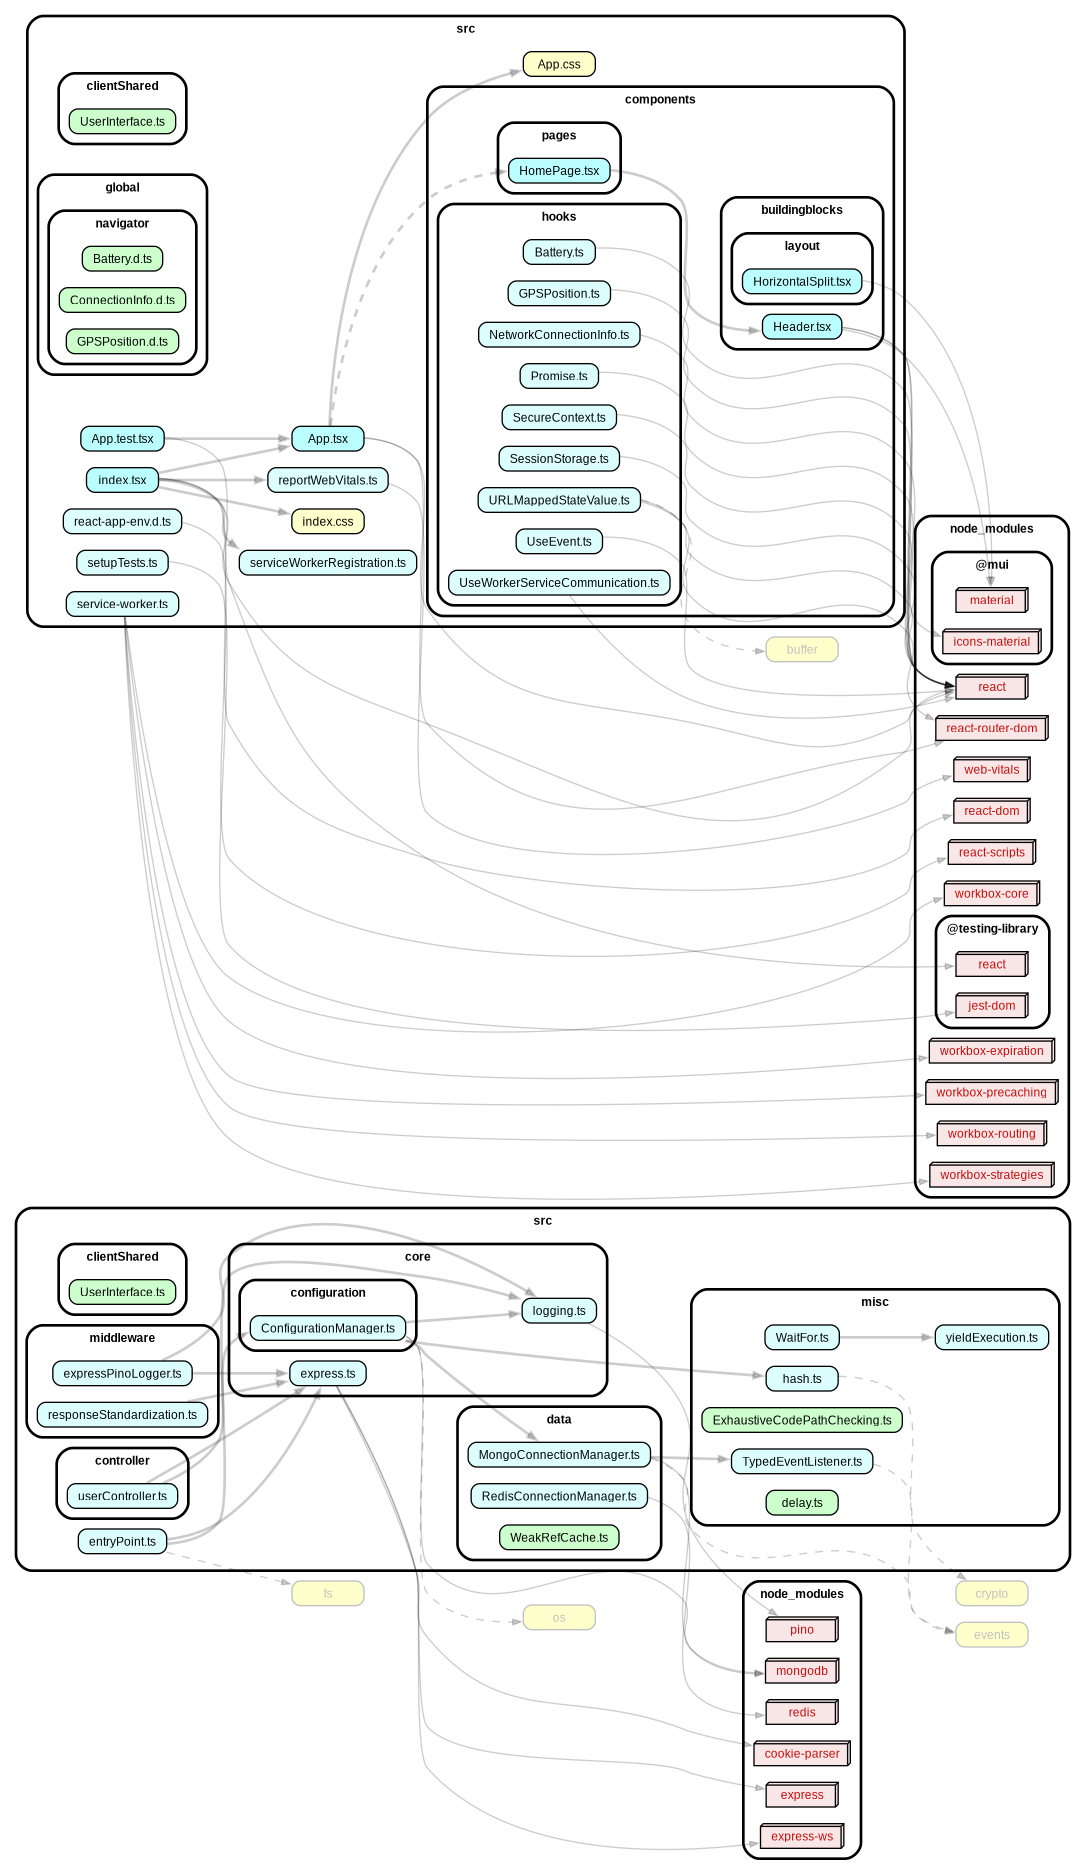 src
App.css
clientShared
UserInterface.ts
global
navigator
Battery.d.ts
ConnectionInfo.d.ts
GPSPosition.d.ts
App.test.tsx
index.tsx
react-app-env.d.ts
setupTests.ts
service-worker.ts
App.tsx
reportWebVitals.ts
index.css
serviceWorkerRegistration.ts
components
pages
HomePage.tsx
hooks
Battery.ts
GPSPosition.ts
NetworkConnectionInfo.ts
Promise.ts
SecureContext.ts
SessionStorage.ts
URLMappedStateValue.ts
UseEvent.ts
UseWorkerServiceCommunication.ts
buildingblocks
layout
HorizontalSplit.tsx
Header.tsx
buffer
node_modules
@mui
material
icons-material
react
react-router-dom
web-vitals
react-dom
react-scripts
workbox-core
@testing-library
react
jest-dom
workbox-expiration
workbox-precaching
workbox-routing
workbox-strategies
src
clientShared
UserInterface.ts
middleware
expressPinoLogger.ts
responseStandardization.ts
controller
userController.ts
entryPoint.ts
core
configuration
ConfigurationManager.ts
express.ts
logging.ts
data
MongoConnectionManager.ts
RedisConnectionManager.ts
WeakRefCache.ts
misc
WaitFor.ts
yieldExecution.ts
hash.ts
ExhaustiveCodePathChecking.ts
TypedEventListener.ts
delay.ts
fs
os
crypto
events
node_modules
pino
mongodb
redis
cookie-parser
express
express-ws